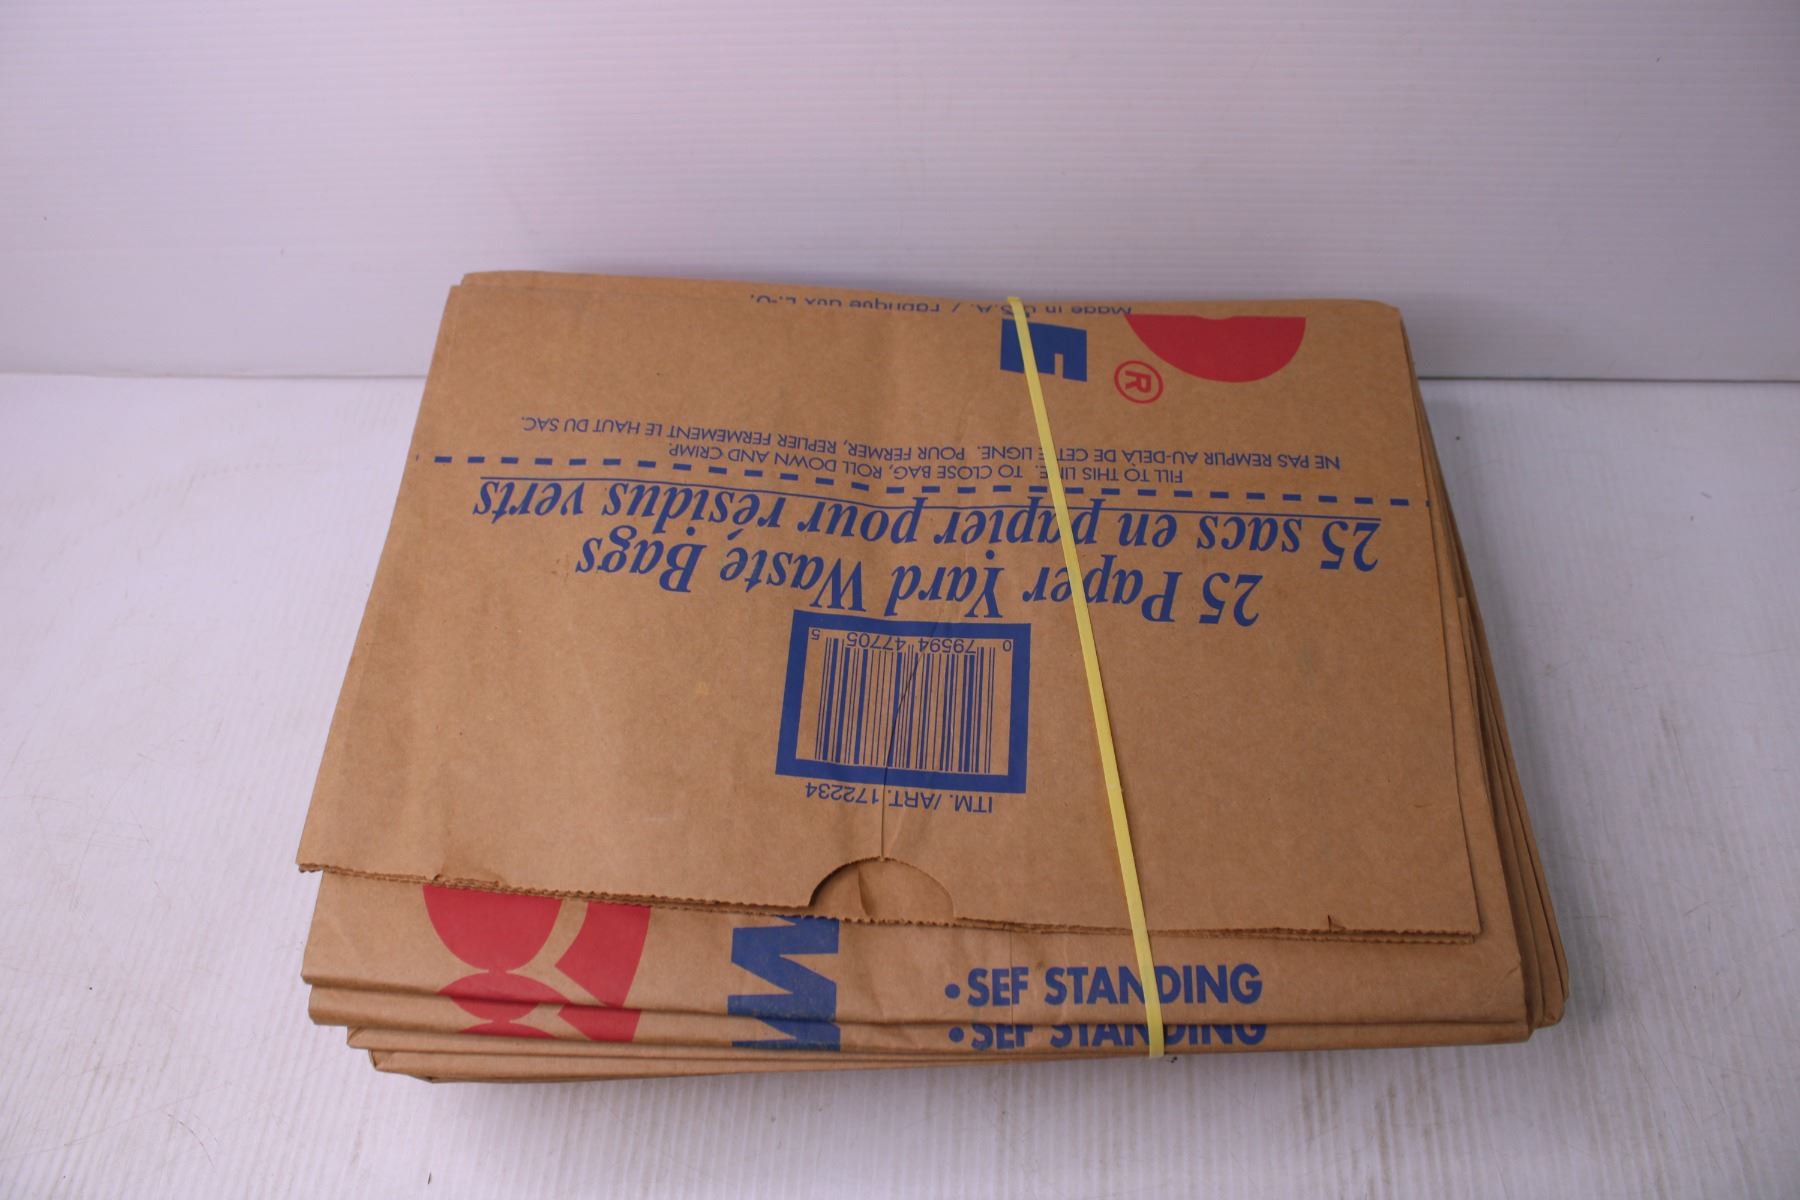 ITM. /ART. 172234
0 79594 47705 5
25 Paper Yard Waste Bags
25 sacs en papier pour résidus verts
FILL TO THIS LINE. TO CLOSE BAG, ROLL DOWN AND CRIMP.
NE PAS REMPLIR AU-DELÀ DE CETTE LIGNE. POUR FERMER, REPLIER FERMEMENT LE HAUT DU SAC.
®
E
Made in U.S.A. / Fabriqué aux É.-U.
W
• SEF STANDING
• SEF STANDING